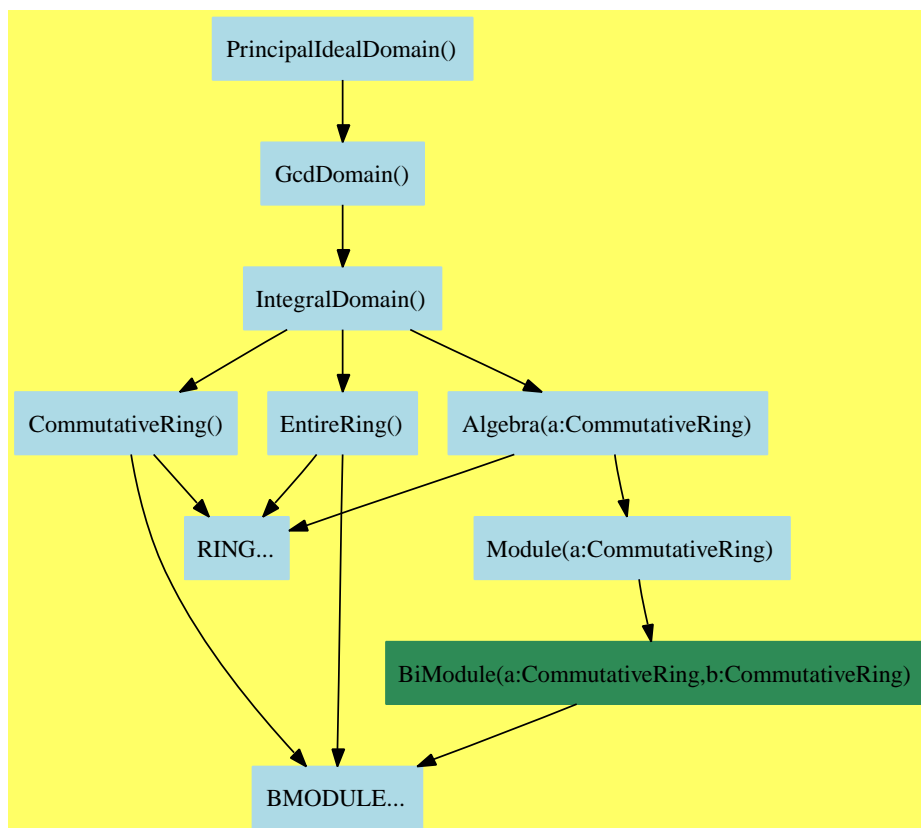 PrincipalIdealDomain()
GcdDomain()
IntegralDomain()
CommutativeRing()
EntireRing()
Algebra(a:CommutativeRing)
RING...
Module(a:CommutativeRing)
BiModule(a:CommutativeRing,b:CommutativeRing)
BMODULE...